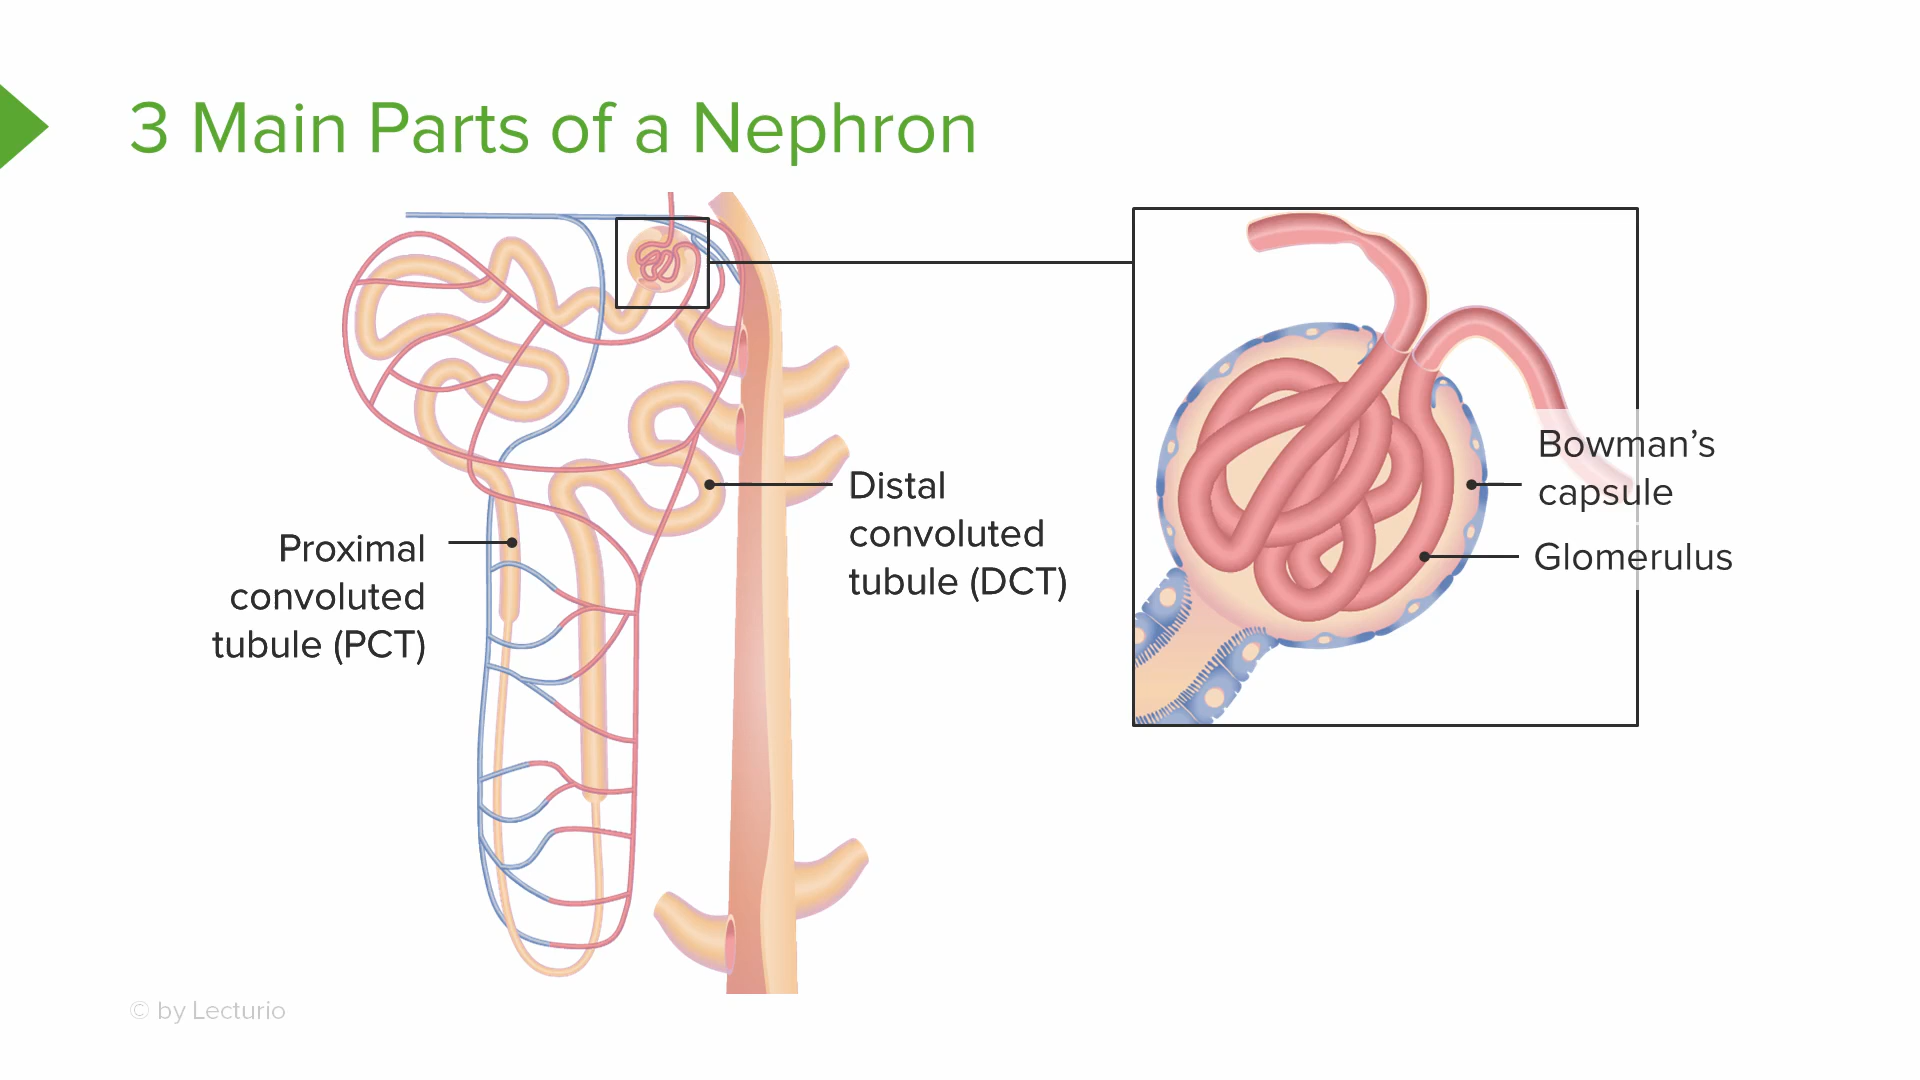 3 Main Parts of a Nephron
Proximal
convoluted
tubule (PCT)
Distal
convoluted
tubule (DCT)
Bowman's
capsule
Glomerulus
© by Lecturio